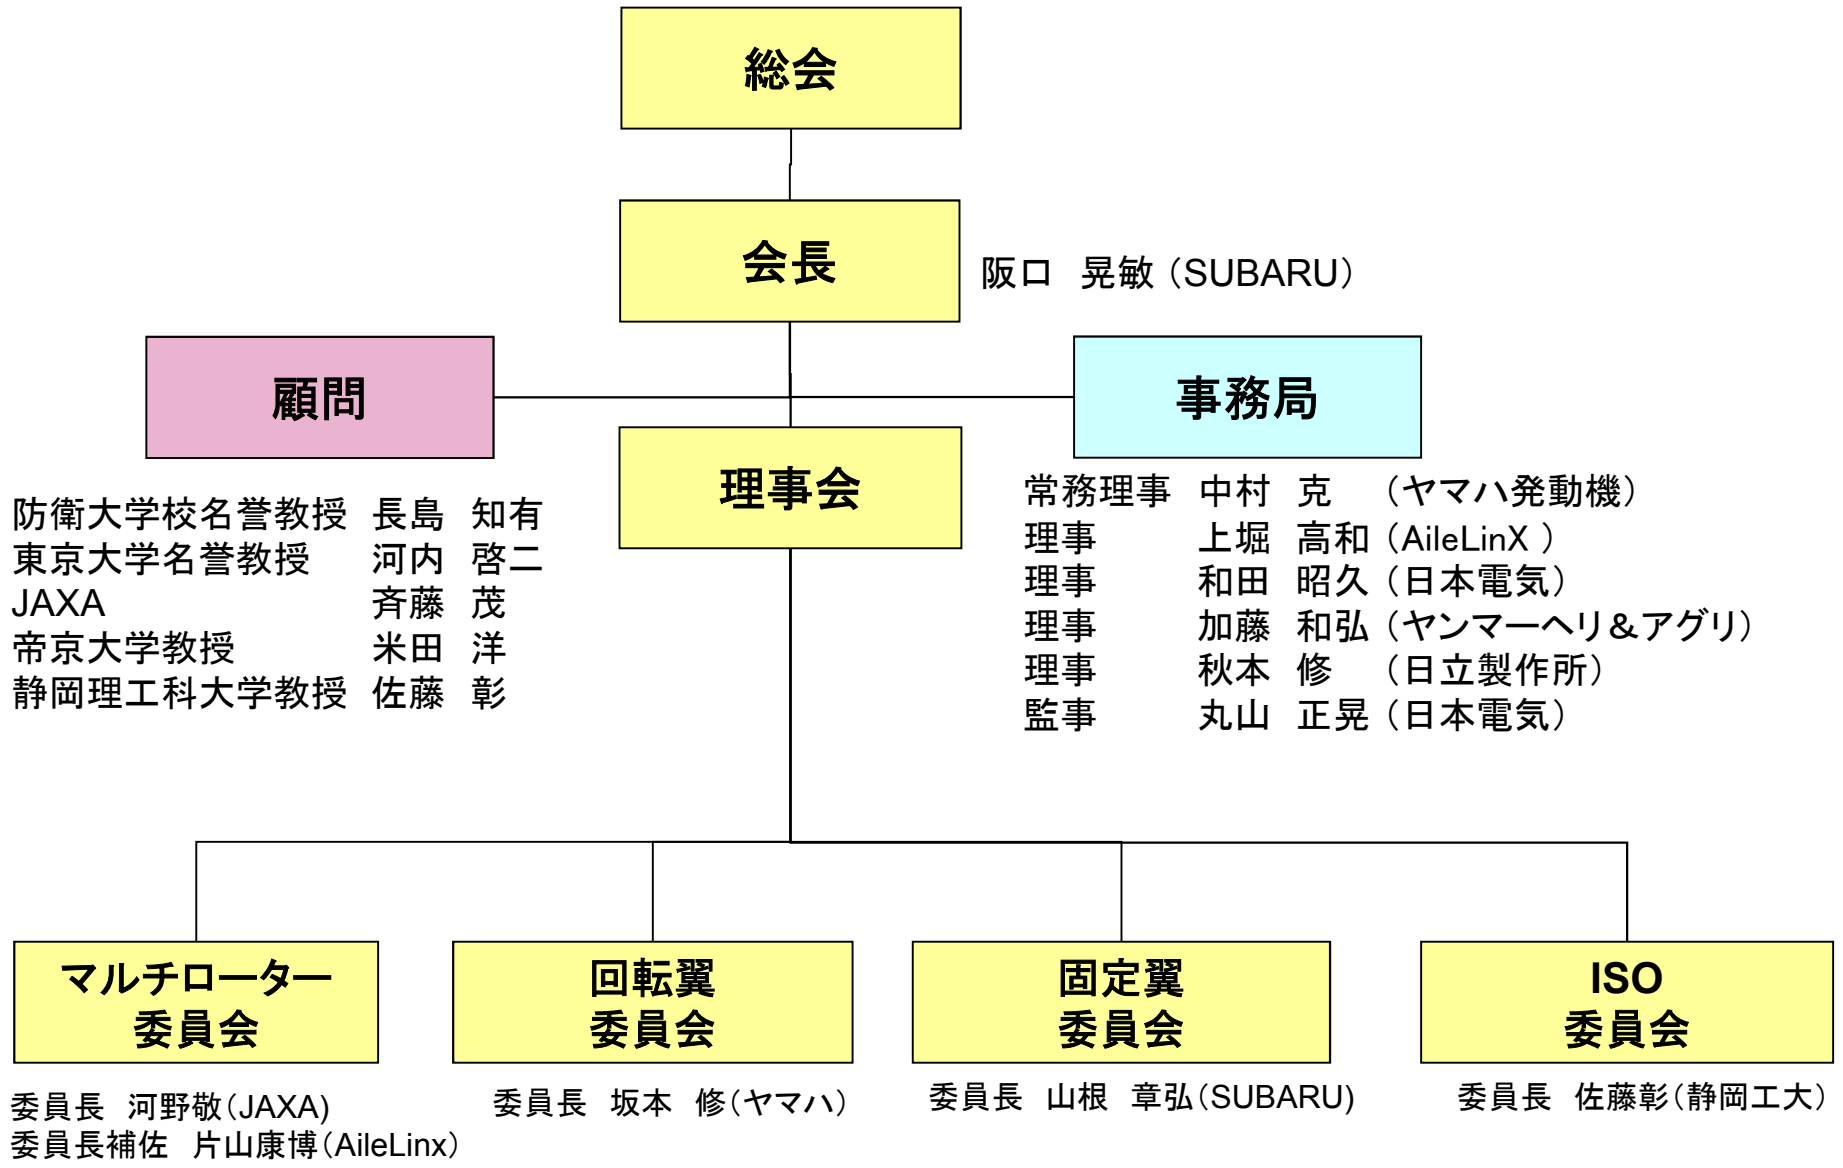 総会
会長
阪口　晃敏（SUBARU）
顧問
事務局
理事会
防衛大学校名誉教授　長島　知有
東京大学名誉教授　河内　啓二
JAXA　斉藤　茂
帝京大学教授　米田　洋
静岡理工科大学教授　佐藤　彰
常務理事　中村　克　（ヤマハ発動機）
理事　上堀　高和（AileLinX ）
理事　和田　昭久（日本電気）
理事　加藤　和弘（ヤンマーヘリ＆アグリ）
理事　秋本　修　（日立製作所）
監事　丸山　正晃（日本電気）
マルチローター
委員会
回転翼
委員会
固定翼
委員会
ISO
委員会
委員長　河野敬（JAXA)
委員長補佐　片山康博（AileLinx）
委員長　坂本　修（ヤマハ）
委員長　山根　章弘（SUBARU)
委員長　佐藤彰（静岡工大）